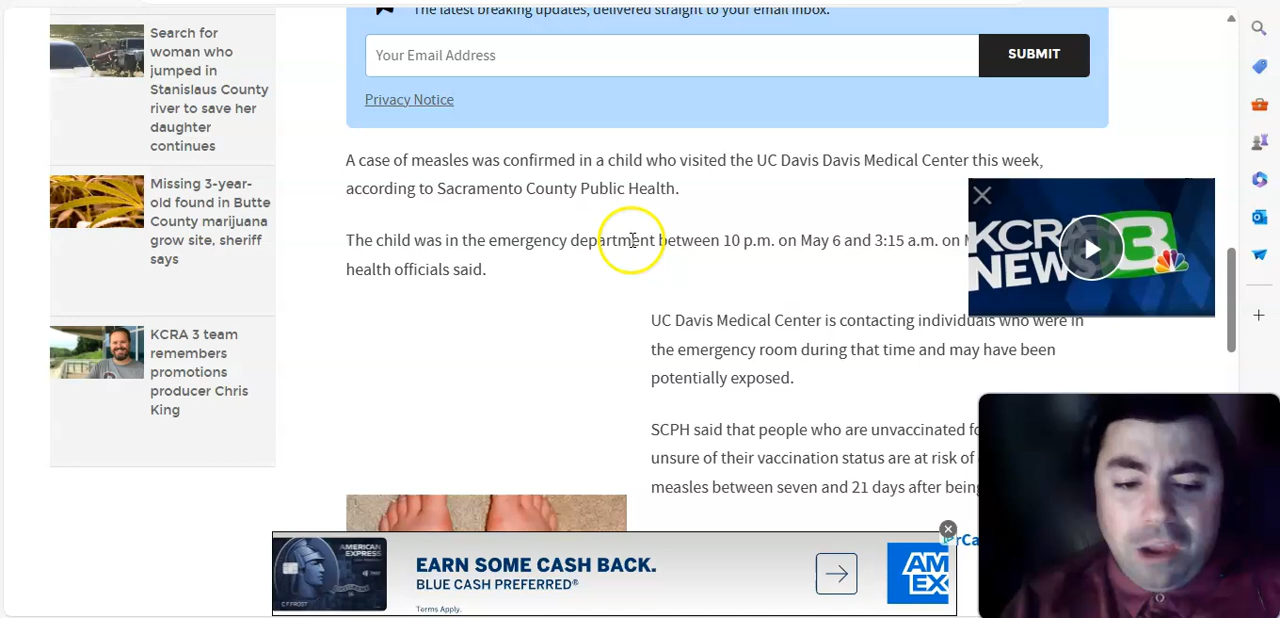 Search for
woman who
jumped in
Stanislaus County
river to save her
daughter
continues
Missing 3-year-
old found in Butte
County marijuana
grow site, sheriff
says
KCRA 3 team
remembers
promotions
producer Chris
King
The latest breaking updates, delivered straight to your email inbox.
Your Email Address
SUBMIT
Privacy Notice
A case of measles was confirmed in a child who visited the UC Davis Davis Medical Center this week,
according to Sacramento County Public Health.
The child was in the emergency department between 10 p.m. on May 6 and 3:15 a.m. on
health officials said.
UC Davis Medical Center is contacting individuals who were in
the emergency room during that time and may have been
potentially exposed.
SCPH said that people who are unvaccinated
unsure of their vaccination status are at risk of
measles between seven and 21 days after being
KCRA 3
NEWS
AMERICAN EXPRESS
C F FROST
EARN SOME CASH BACK.
BLUE CASH PREFERRED®
Terms Apply.
AM
EX